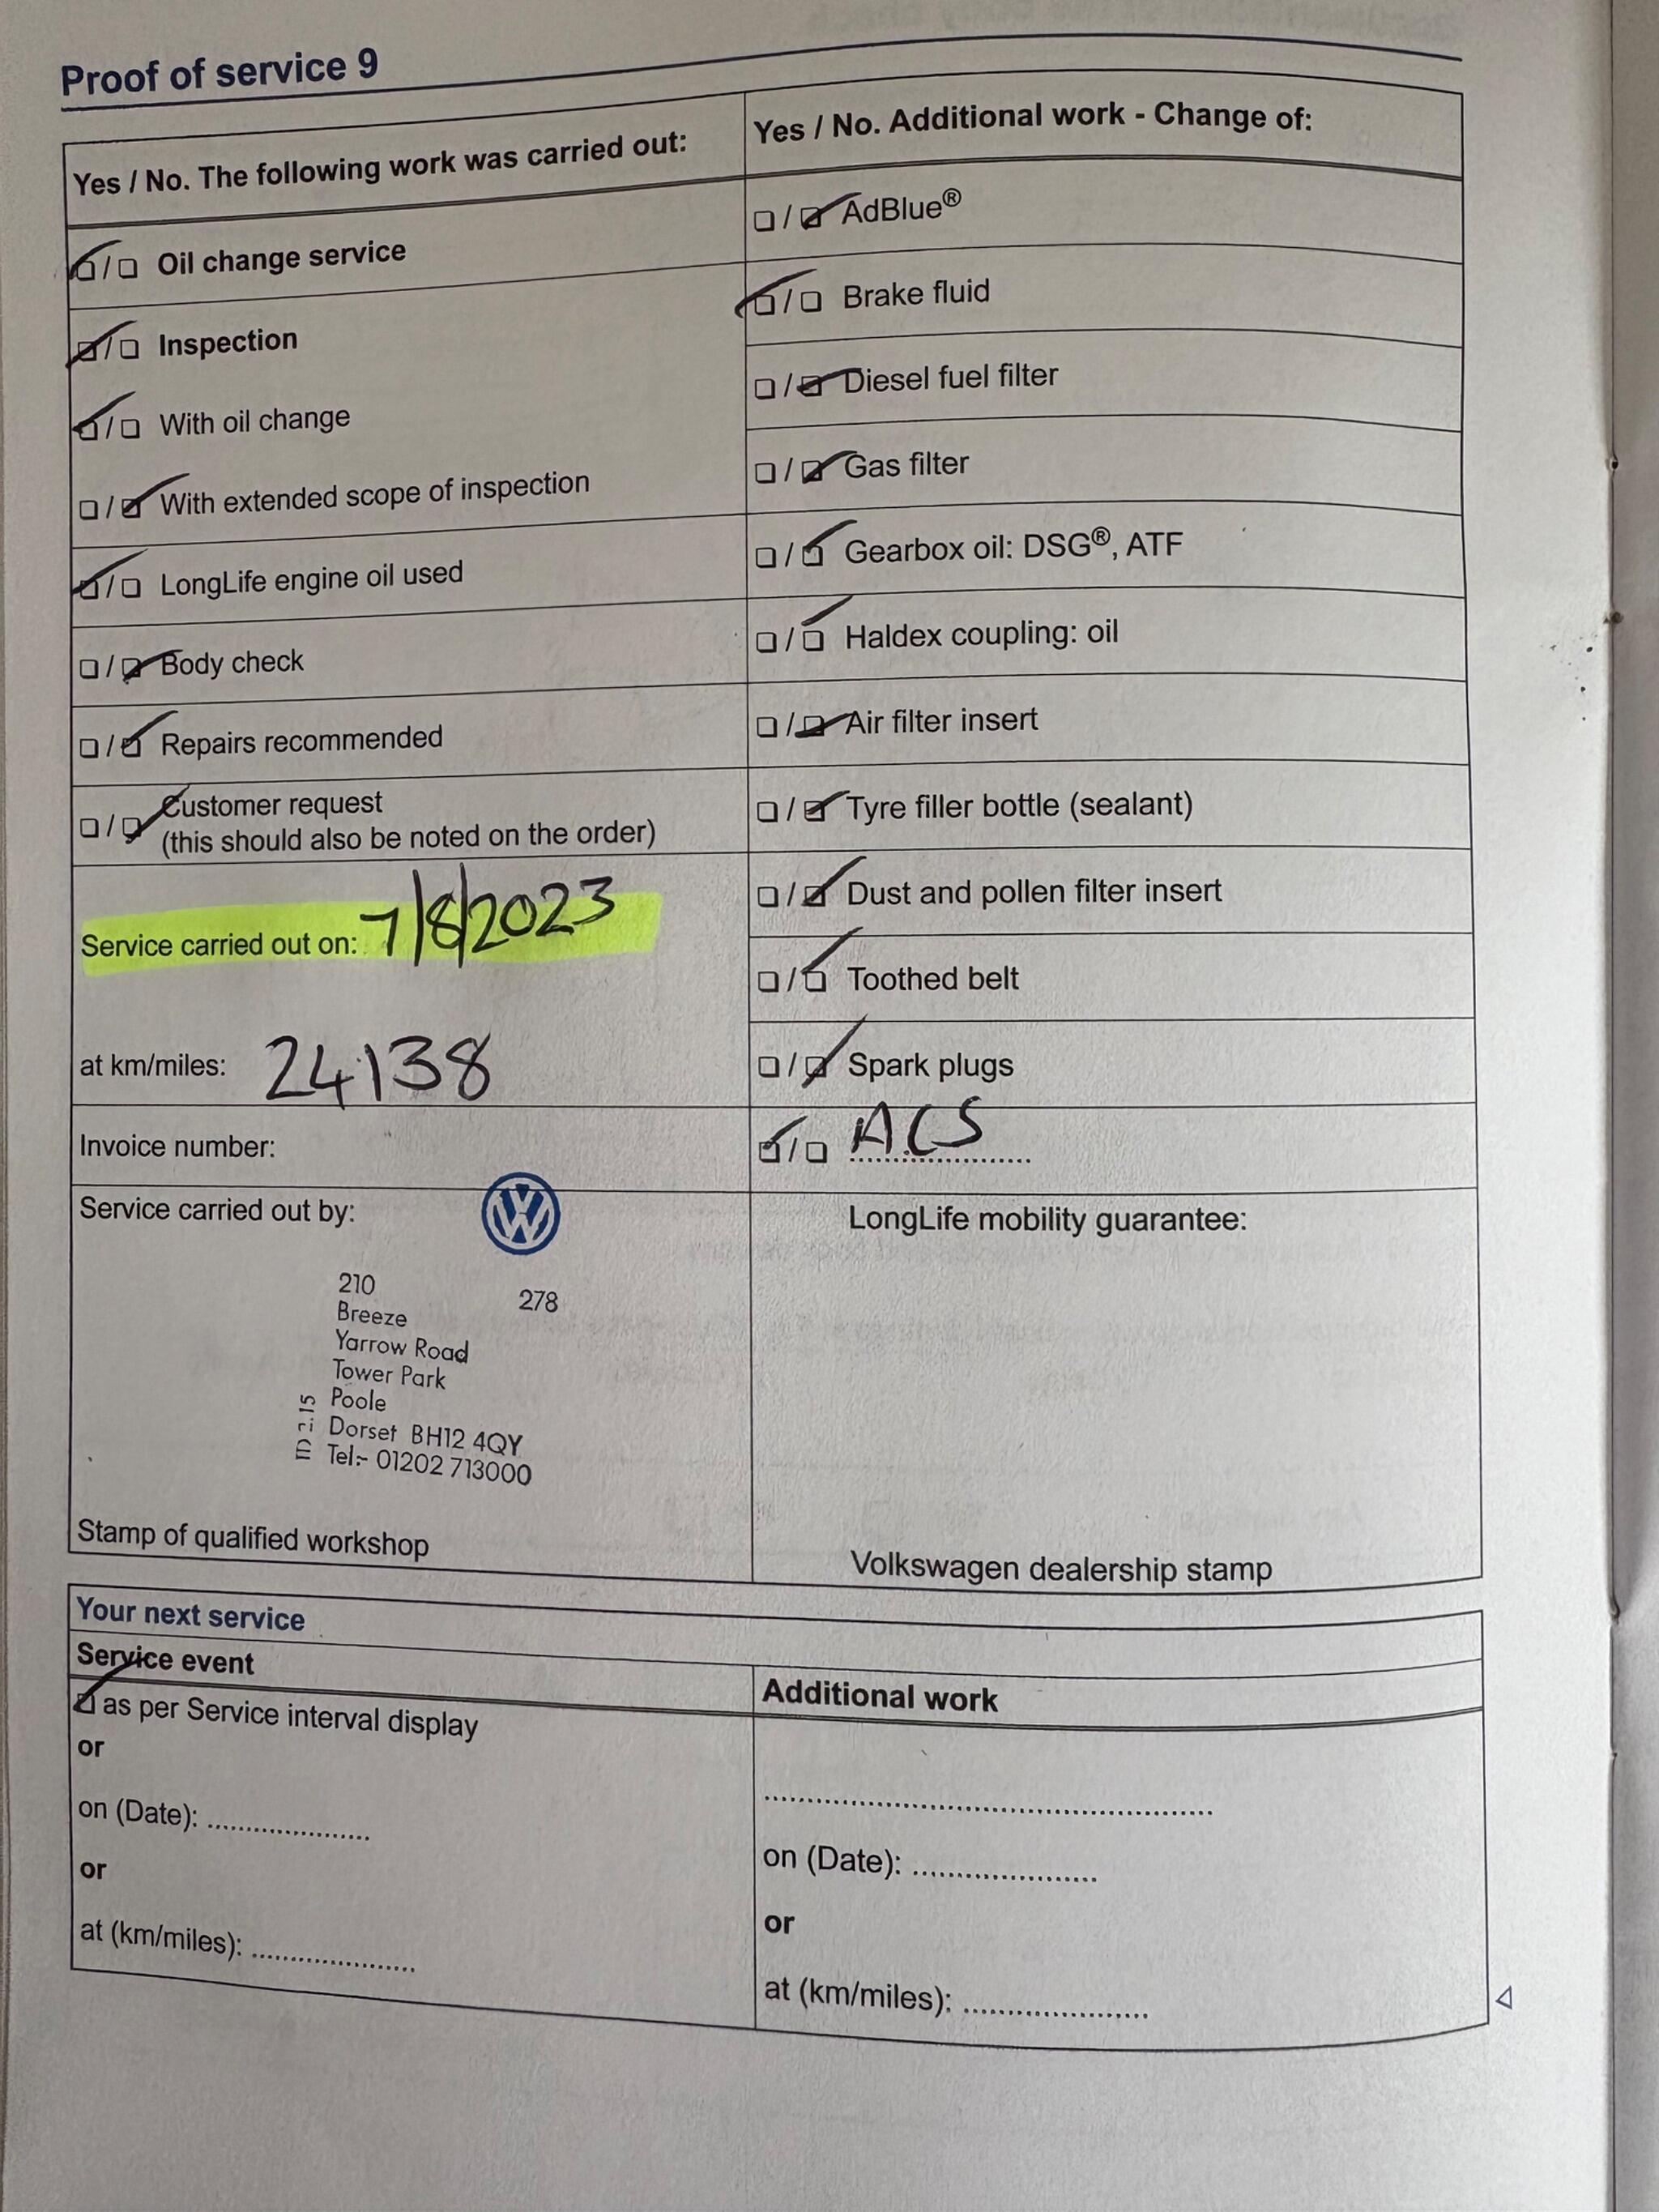 Proof of service 9
Yes / No. The following work was carried out:
Oil change service
Inspection
With oil change
With extended scope of inspection
LongLife engine oil used
Body check
Repairs recommended
Customer request
(this should also be noted on the order)
Service carried out on: 7/8/2023
at km/miles: 24138
Invoice number:
Service carried out by:
210
278
Breeze
Yarrow Road
Tower Park
Poole
Dorset BH12 4QY
Tel:- 01202 713000
Stamp of qualified workshop
Yes / No. Additional work - Change of:
AdBlue®
Brake fluid
Diesel fuel filter
Gas filter
Gearbox oil: DSG®, ATF
Haldex coupling: oil
Air filter insert
Tyre filler bottle (sealant)
Dust and pollen filter insert
Toothed belt
Spark plugs
ACS
LongLife mobility guarantee:
Volkswagen dealership stamp
Your next service
Service event
as per Service interval display
or
on (Date): ....................
or
at (km/miles): ....................
Additional work
on (Date): ....................
or
at (km/miles): ....................